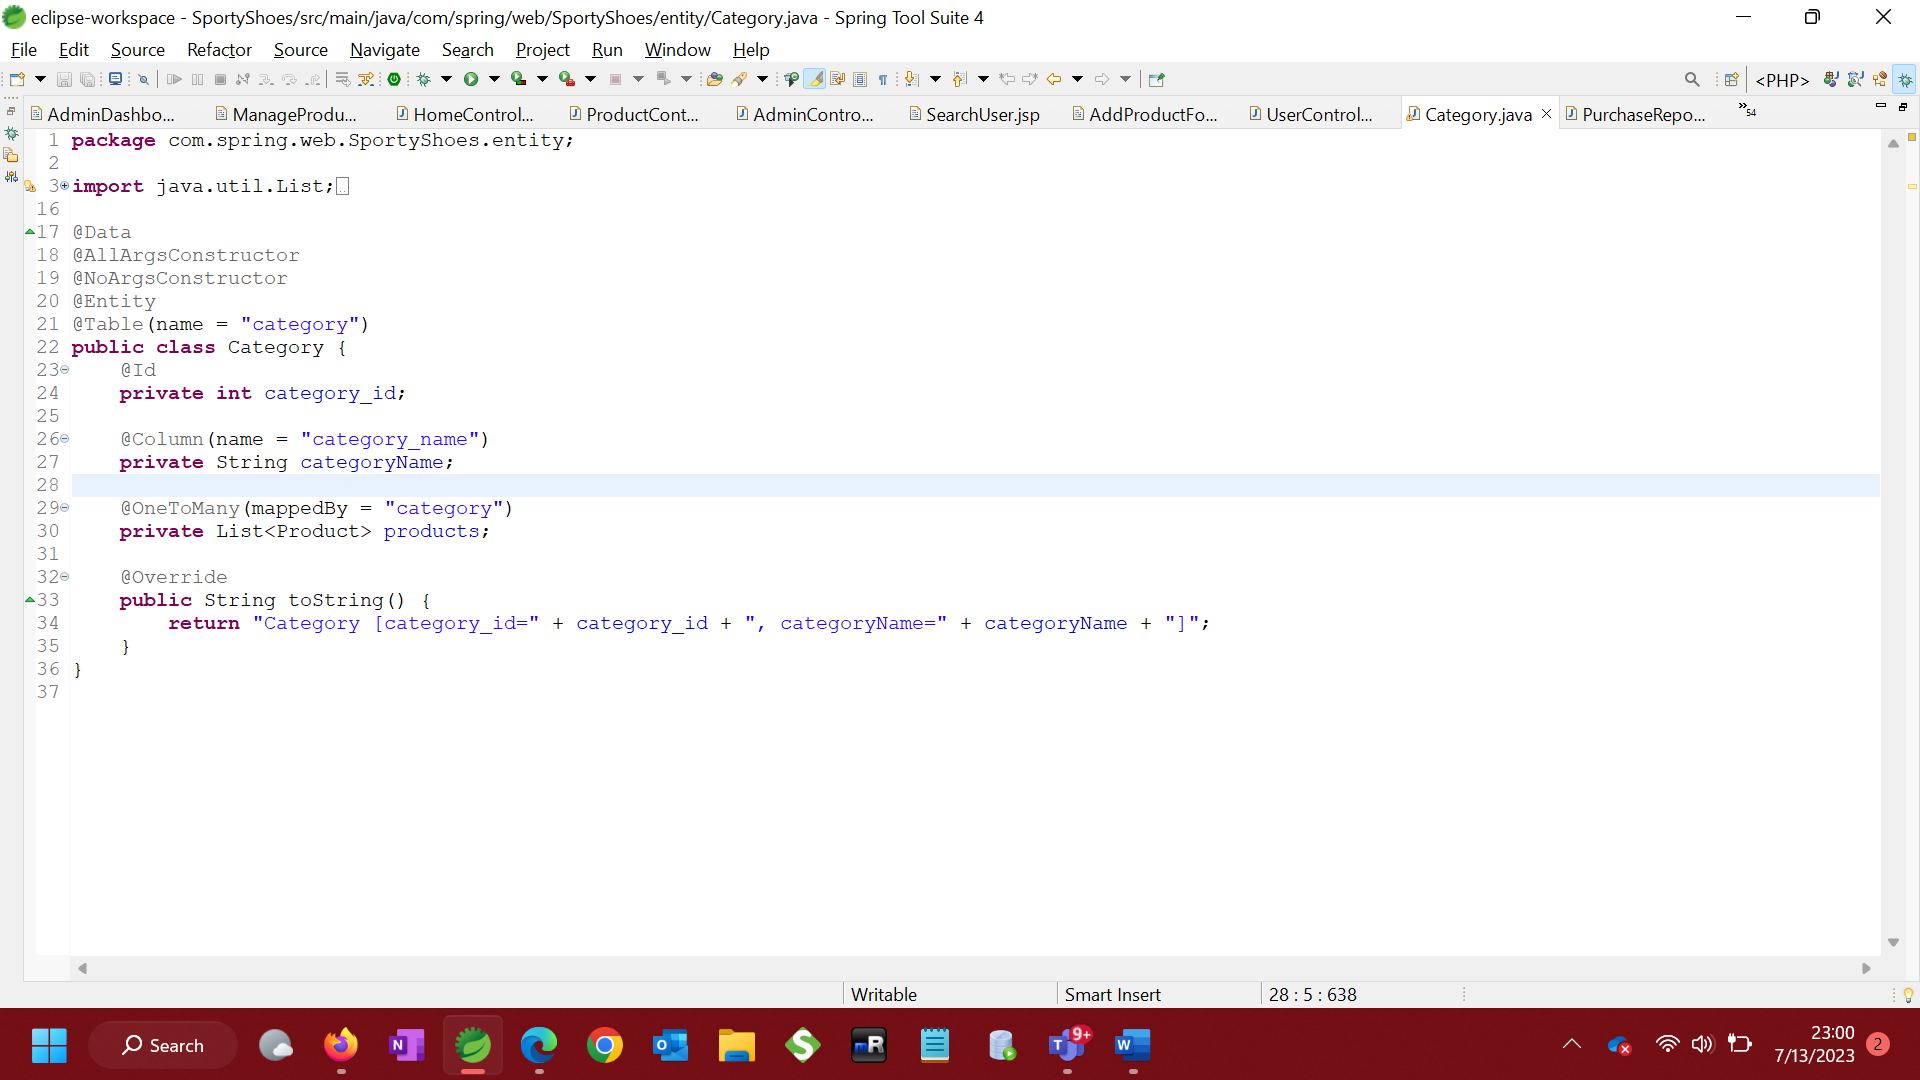 eclipse-workspace - SportyShoes/src/main/java/com/spring/web/SportyShoes/entity/Category.java - Spring Tool Suite 4
File Edit Source Refactor Source Navigate Search Project Run Window Help
<PHP>
AdminDashbo... ManageProdu... HomeControl... ProductCont... AdminContro... SearchUser.jsp AddProductFo... UserControl... Category.java PurchaseRepo... »54
1 package com.spring.web.SportyShoes.entity;
2
3 import java.util.List;
16
17 @Data
18 @AllArgsConstructor
19 @NoArgsConstructor
20 @Entity
21 @Table(name = "category")
22 public class Category {
23 @Id
24 private int category_id;
25
26 @Column(name = "category_name")
27 private String categoryName;
28
29 @OneToMany(mappedBy = "category")
30 private List<Product> products;
31
32 @Override
33 public String toString() {
34 return "Category [category_id=" + category_id + ", categoryName=" + categoryName + "]";
35 }
36 }
37
Writable Smart Insert 28 : 5 : 638
Search N O S mR T 9+ W 23:00 2
7/13/2023